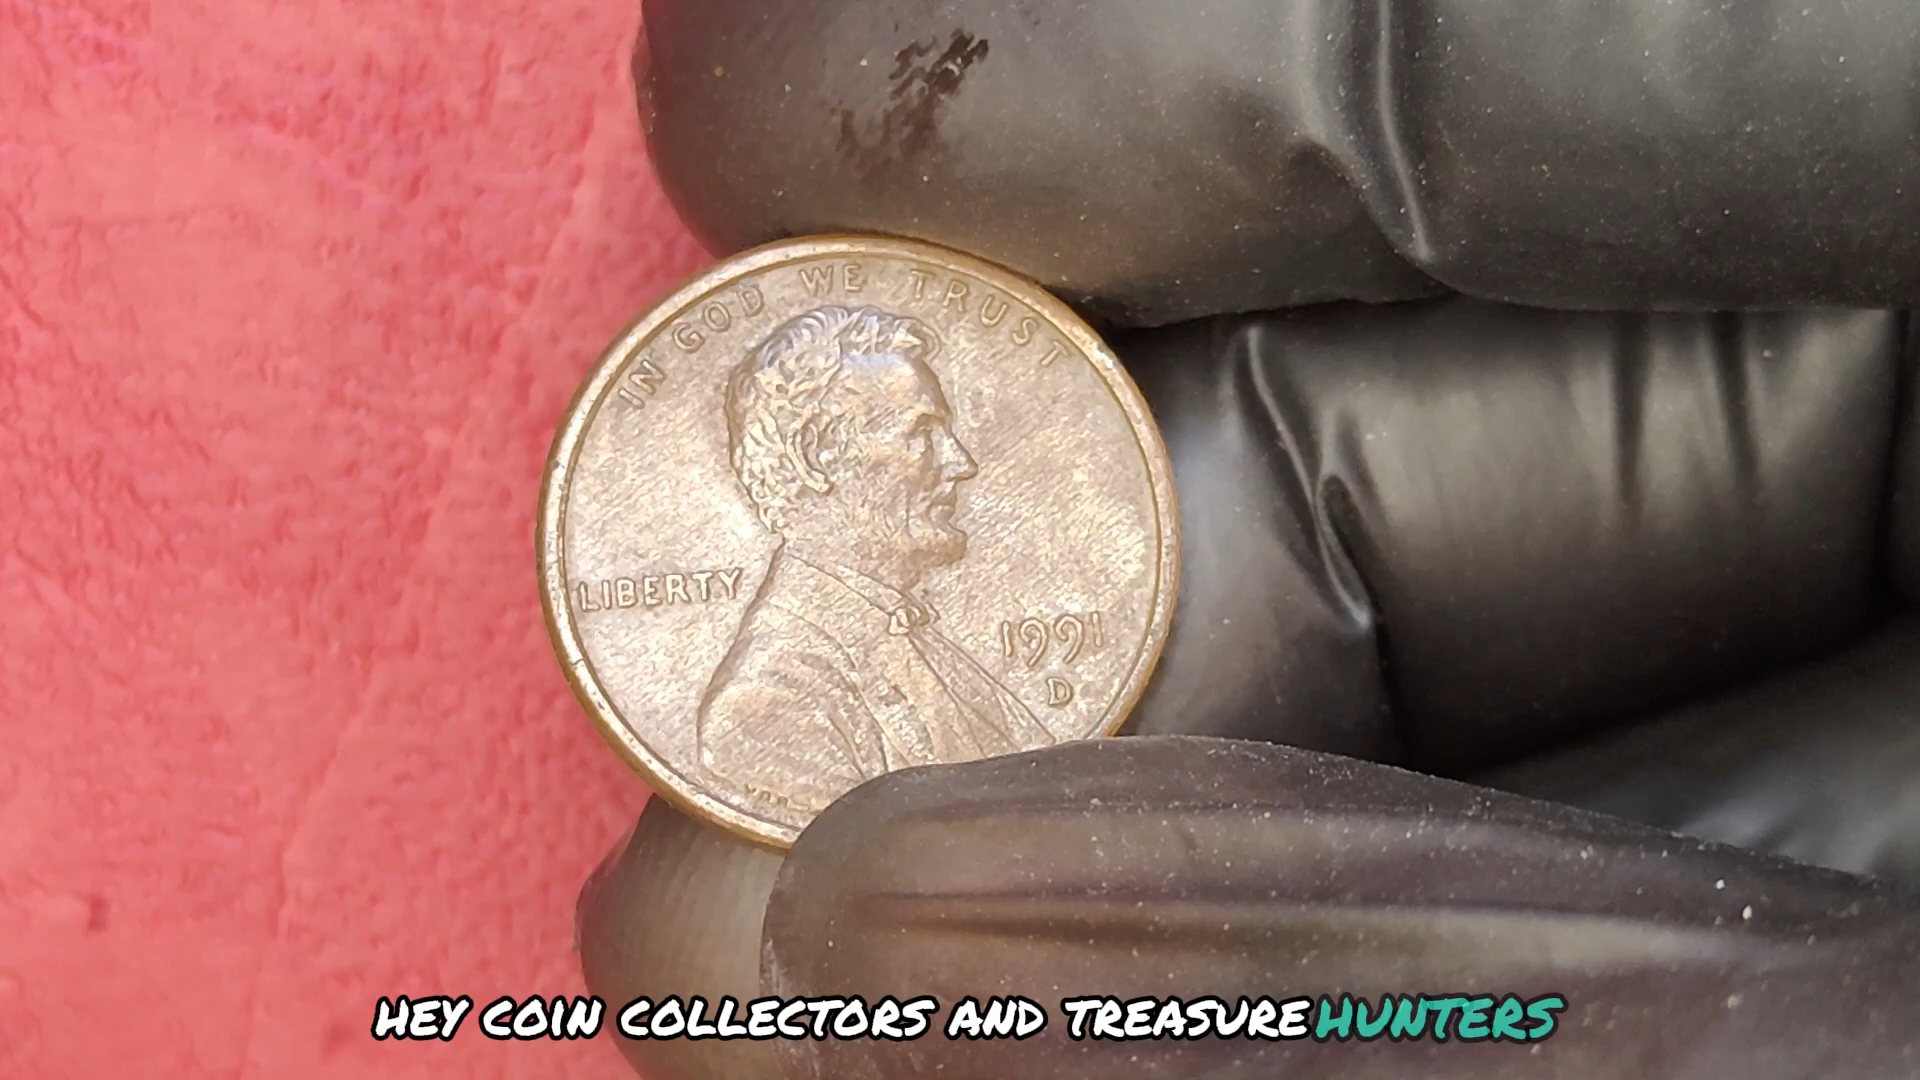 IN GOD WE TRUST
LIBERTY
1991
D
HEY COIN COLLECTORS AND TREASURE HUNTERS